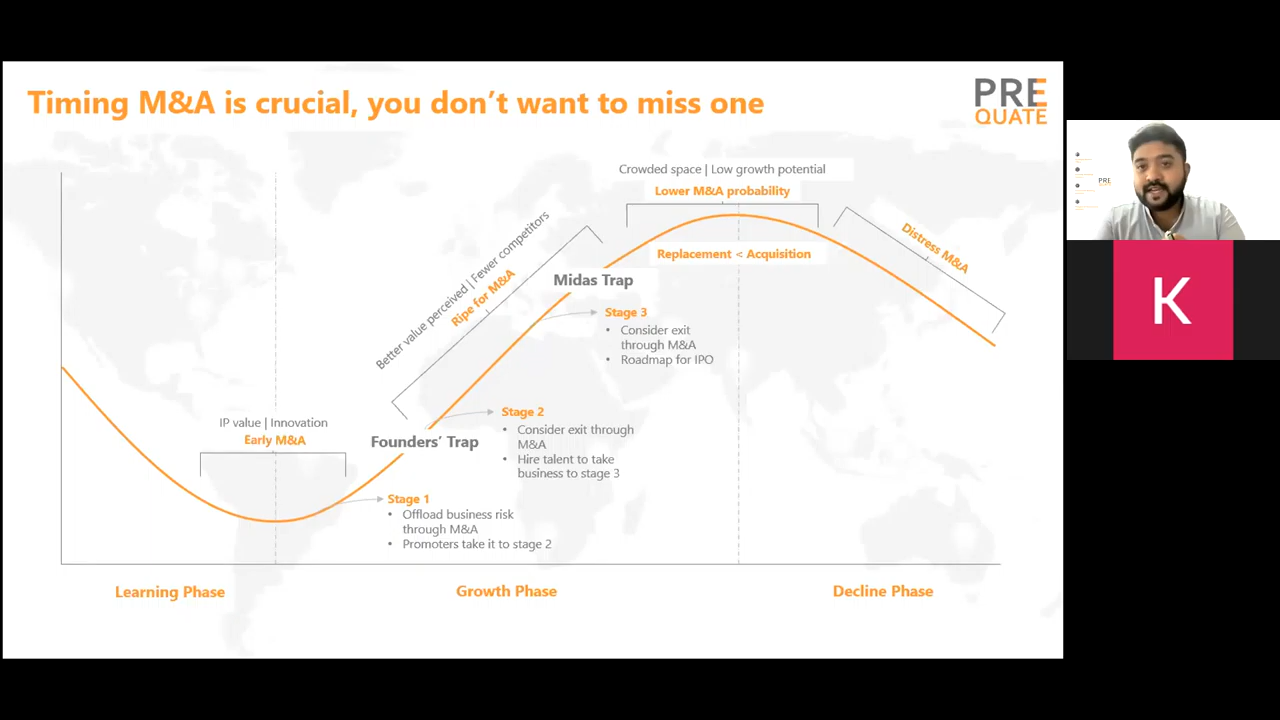 Timing M&A is crucial, you don't want to miss one
PRE
QUATE
Crowded space | Low growth potential
Lower M&A probability
Replacement < Acquisition
Distress M&A
Better value perceived | Fewer competitors
Ripe for M&A
Midas Trap
Stage 3
• Consider exit
through M&A
• Roadmap for IPO
IP value | Innovation
Early M&A
Founders' Trap
Stage 2
• Consider exit through
M&A
• Hire talent to take
business to stage 3
Stage 1
• Offload business risk
through M&A
• Promoters take it to stage 2
Learning Phase
Growth Phase
Decline Phase
PRE
K